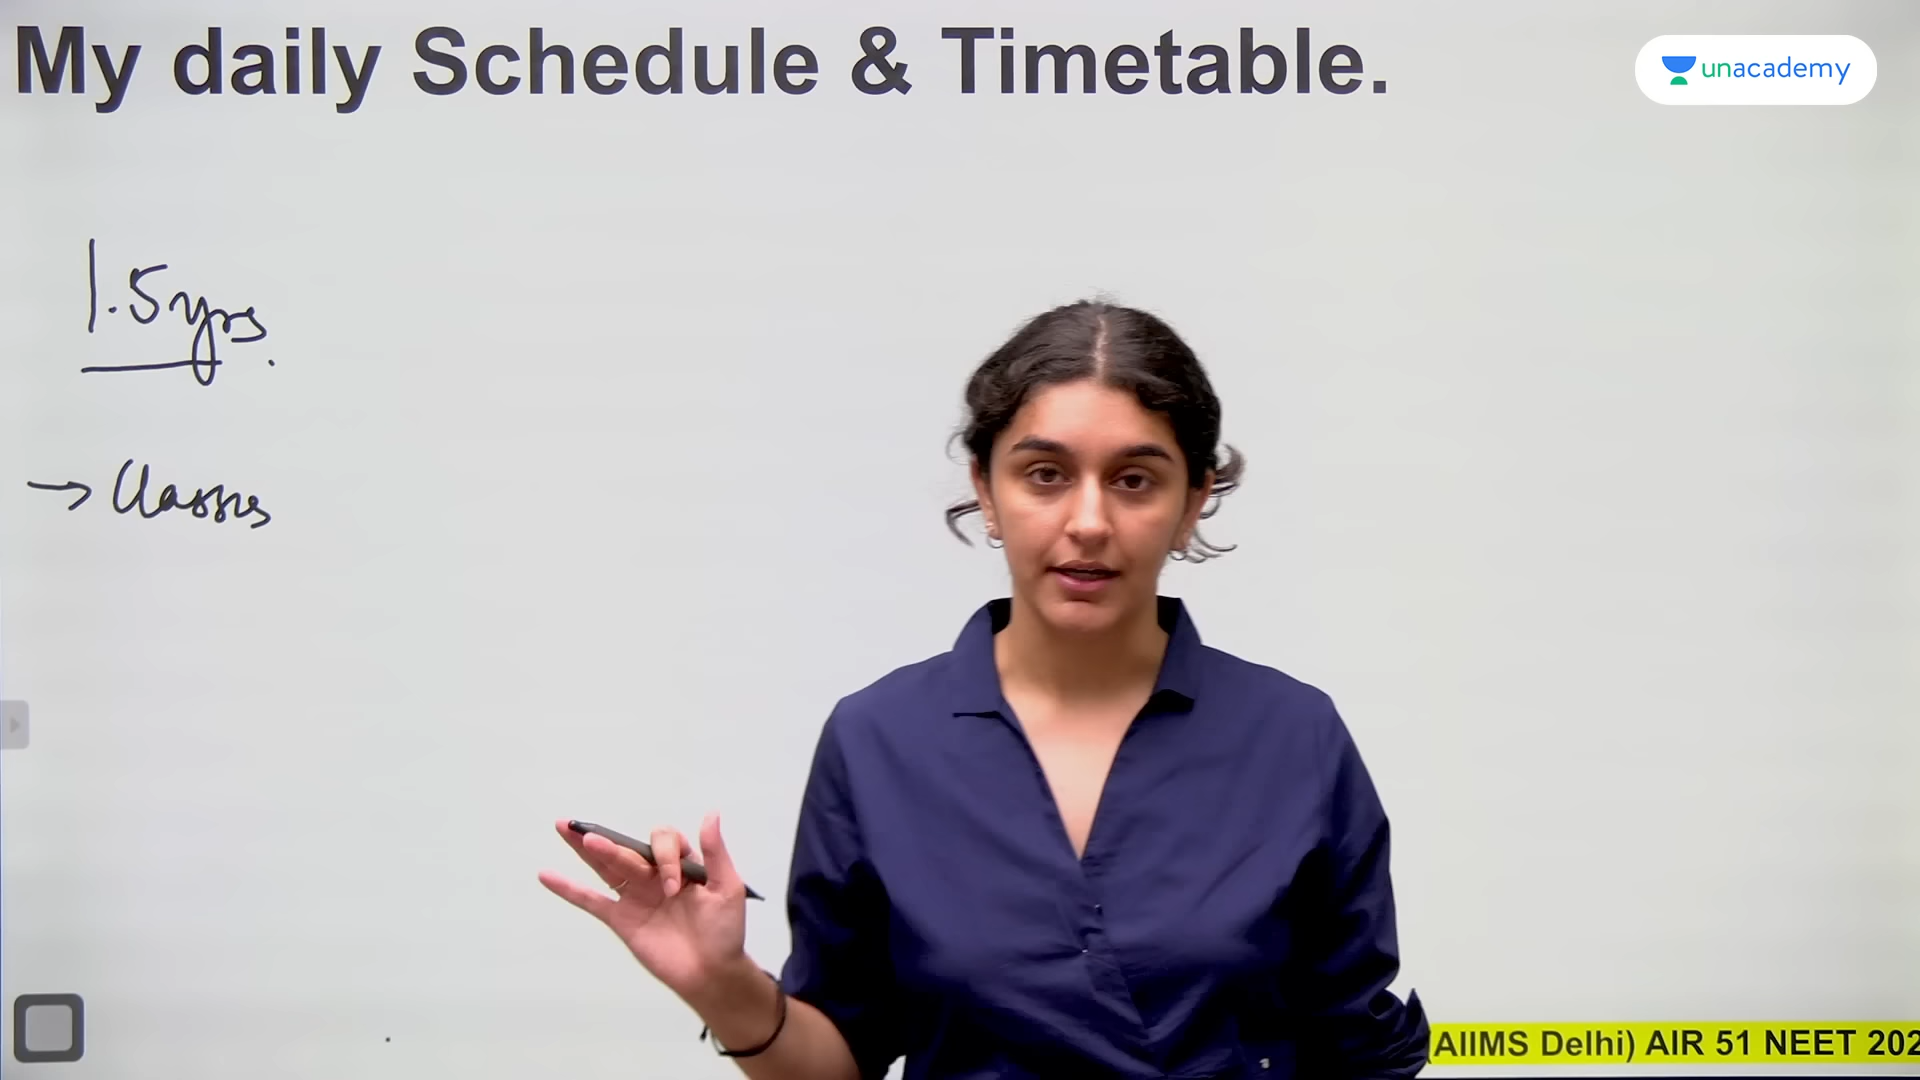 My daily Schedule & Timetable.
unacademy
1.5 yrs.
→ Classes
(AIIMS Delhi) AIR 51 NEET 202